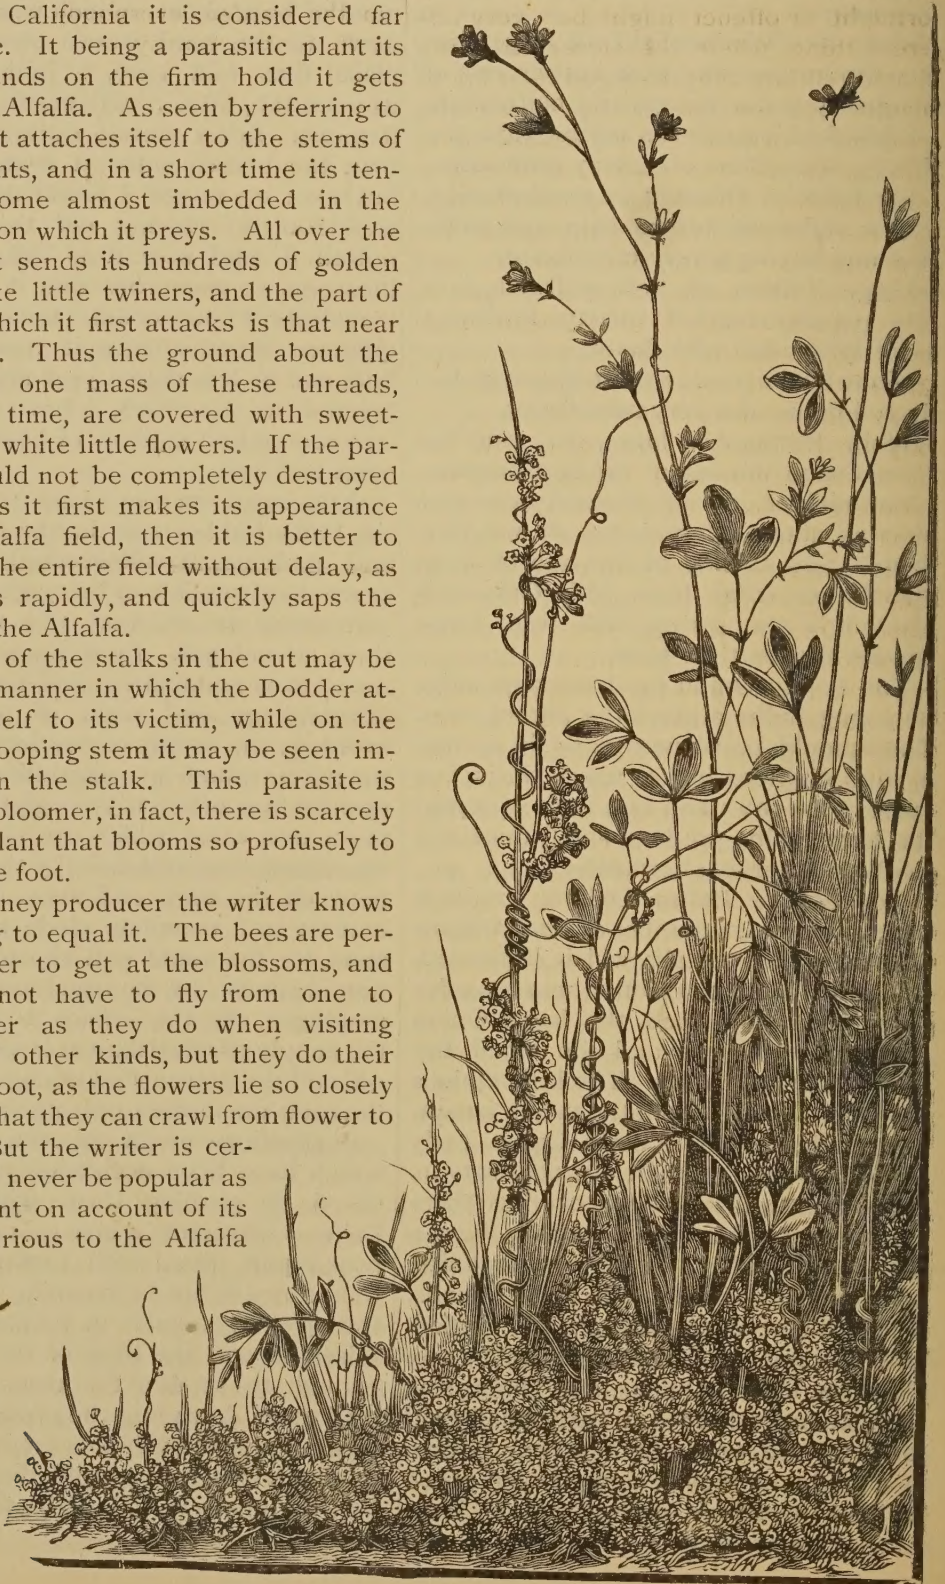 California it is considered far
e. It being a parasitic plant its
nds on the firm hold it gets
Alfalfa. As seen by referring to
t attaches itself to the stems of
nts, and in a short time its ten-
ome almost imbedded in the
on which it preys. All over the
t sends its hundreds of golden
te little twiners, and the part of
hich it first attacks is that near
. Thus the ground about the
one mass of these threads,
time, are covered with sweet-
white little flowers. If the par-
uld not be completely destroyed
s it first makes its appearance
falfa field, then it is better to
he entire field without delay, as
s rapidly, and quickly saps the
the Alfalfa.
of the stalks in the cut may be
manner in which the Dodder at-
elf to its victim, while on the
ooping stem it may be seen im-
n the stalk. This parasite is
bloomer, in fact, there is scarcely
lant that blooms so profusely to
e foot.
ney producer the writer knows
g to equal it. The bees are per-
er to get at the blossoms, and
not have to fly from one to
er as they do when visiting
other kinds, but they do their
oot, as the flowers lie so closely
hat they can crawl from flower to
But the writer is cer-
never be popular as
nt on account of its
rious to the Alfalfa